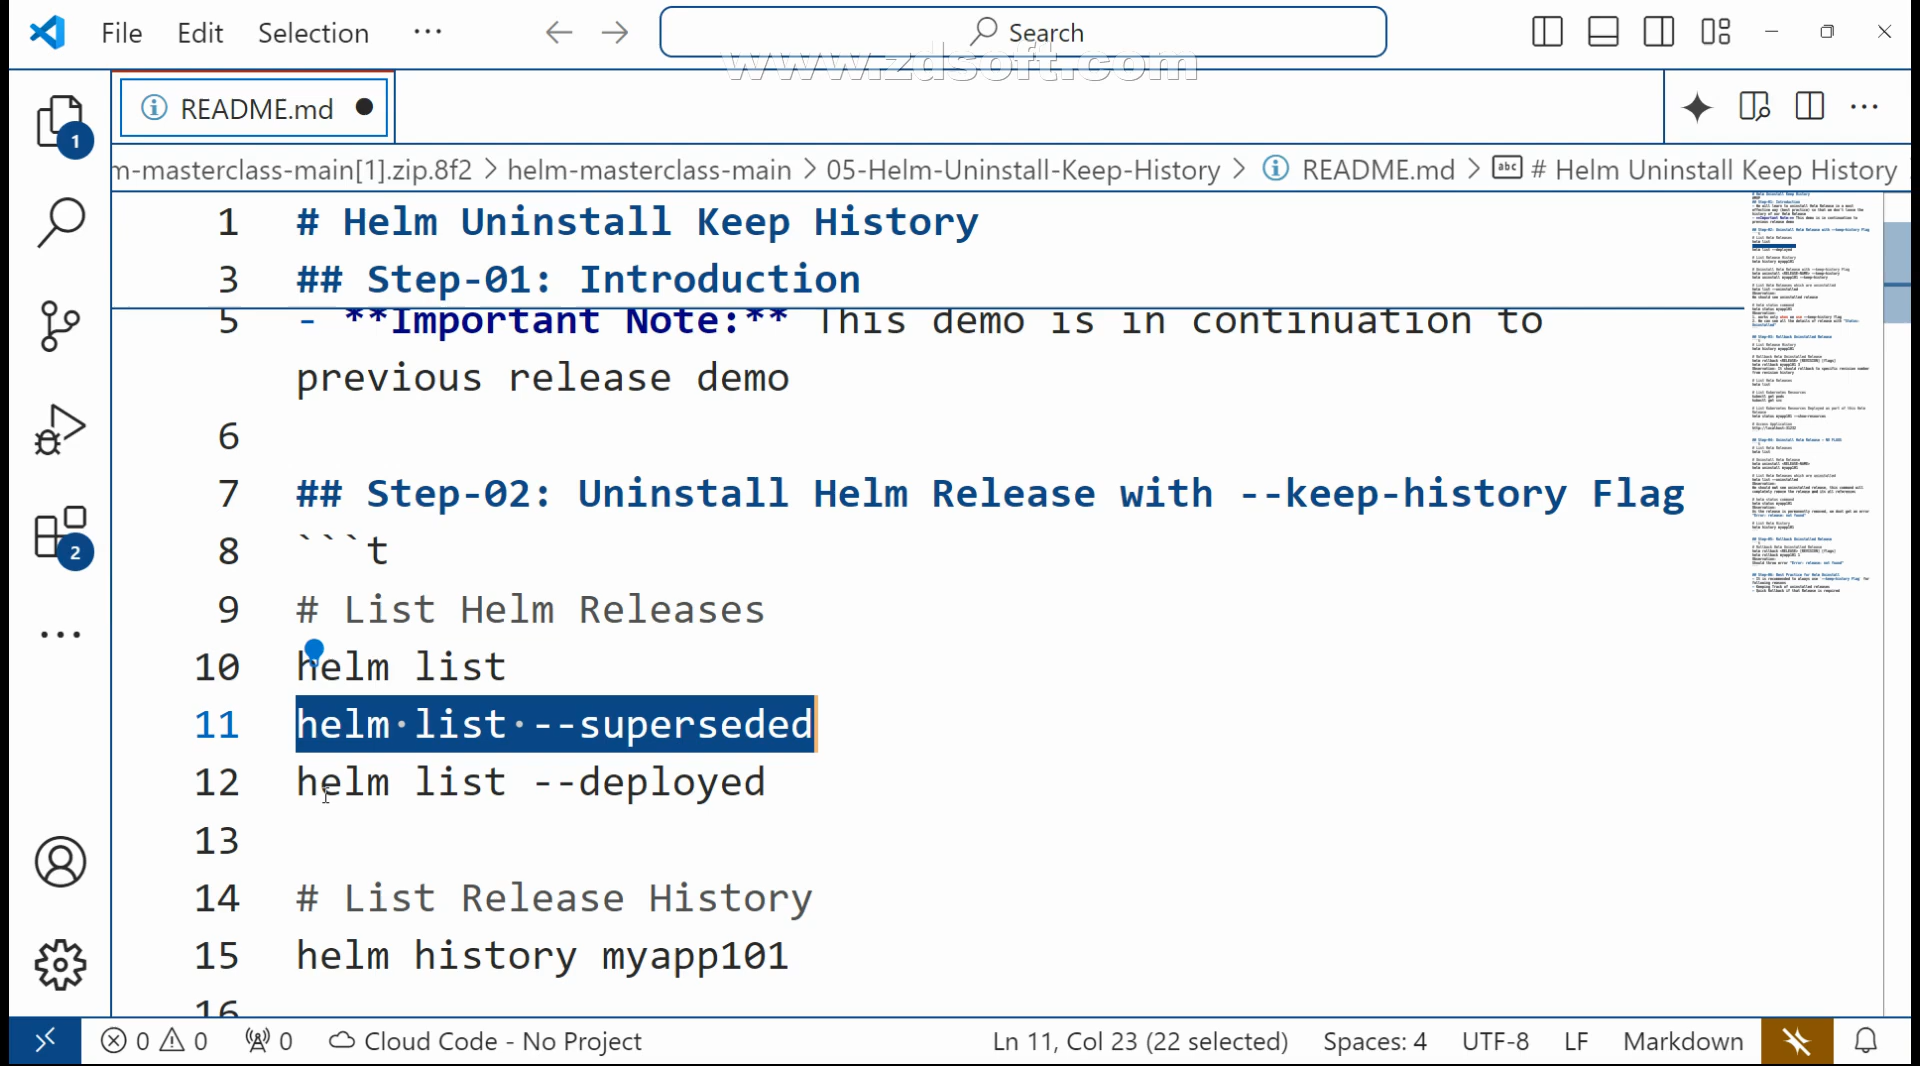 File Edit Selection ... Search
www.zdsoft.com
README.md
m-masterclass-main[1].zip.8f2 > helm-masterclass-main > 05-Helm-Uninstall-Keep-History > README.md > # Helm Uninstall Keep History
1 # Helm Uninstall Keep History
3 ## Step-01: Introduction
5 - **Important Note:** This demo is in continuation to
previous release demo
6
7 ## Step-02: Uninstall Helm Release with --keep-history Flag
8 ```t
9 # List Helm Releases
10 helm list
11 helm list --superseded
12 helm list --deployed
13
14 # List Release History
15 helm history myapp101
16
1
2
0 0 0 Cloud Code - No Project Ln 11, Col 23 (22 selected) Spaces: 4 UTF-8 LF Markdown